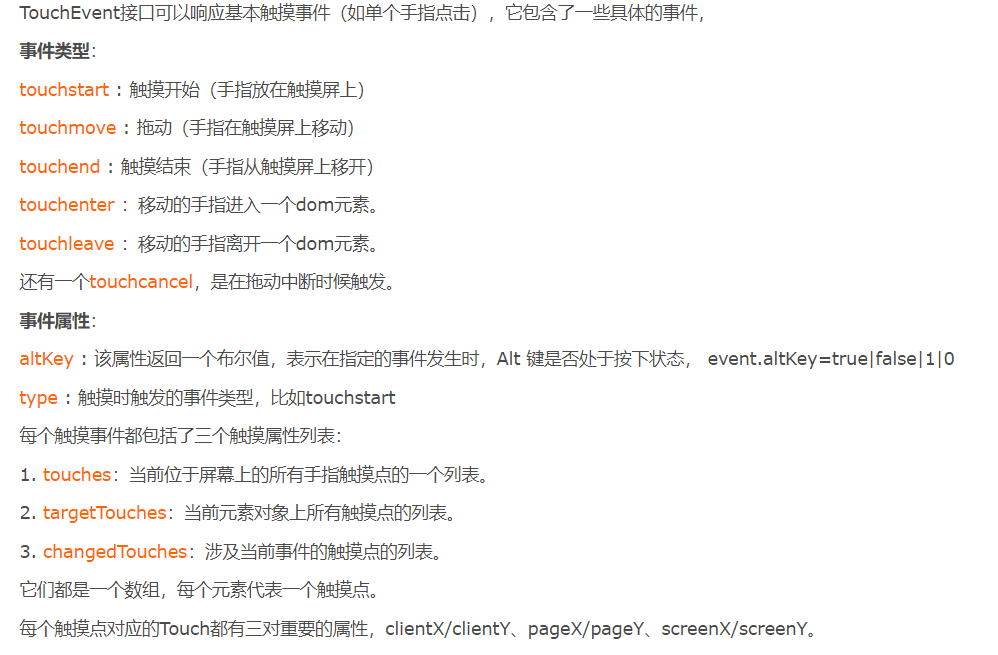 TouchEvent接口可以响应基本触摸事件（如单个手指点击），它包含了一些具体的事件，
事件类型：
touchstart : 触摸开始（手指放在触摸屏上）
touchmove : 拖动（手指在触摸屏上移动）
touchend : 触摸结束（手指从触摸屏上移开）
touchenter ：移动的手指进入一个dom元素。
touchleave ：移动的手指离开一个dom元素。
还有一个touchcancel，是在拖动中断时候触发。
事件属性：
altKey : 该属性返回一个布尔值，表示在指定的事件发生时，Alt 键是否处于按下状态， event.altKey=true|false|1|0
type : 触摸时触发的事件类型，比如touchstart
每个触摸事件都包括了三个触摸属性列表：
1. touches：当前位于屏幕上的所有手指触摸点的一个列表。
2. targetTouches：当前元素对象上所有触摸点的列表。
3. changedTouches：涉及当前事件的触摸点的列表。
它们都是一个数组，每个元素代表一个触摸点。
每个触摸点对应的Touch都有三对重要的属性，clientX/clientY、pageX/pageY、screenX/screenY。